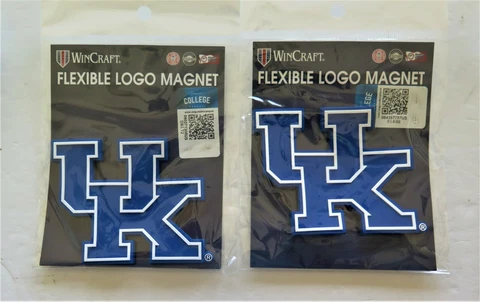 WINCRAFT.
FLEXIBLE LOGO MAGNET
COLLEGE
UK
®
WINCRAFT.
FLEXIBLE LOGO MAGNET
UK
®